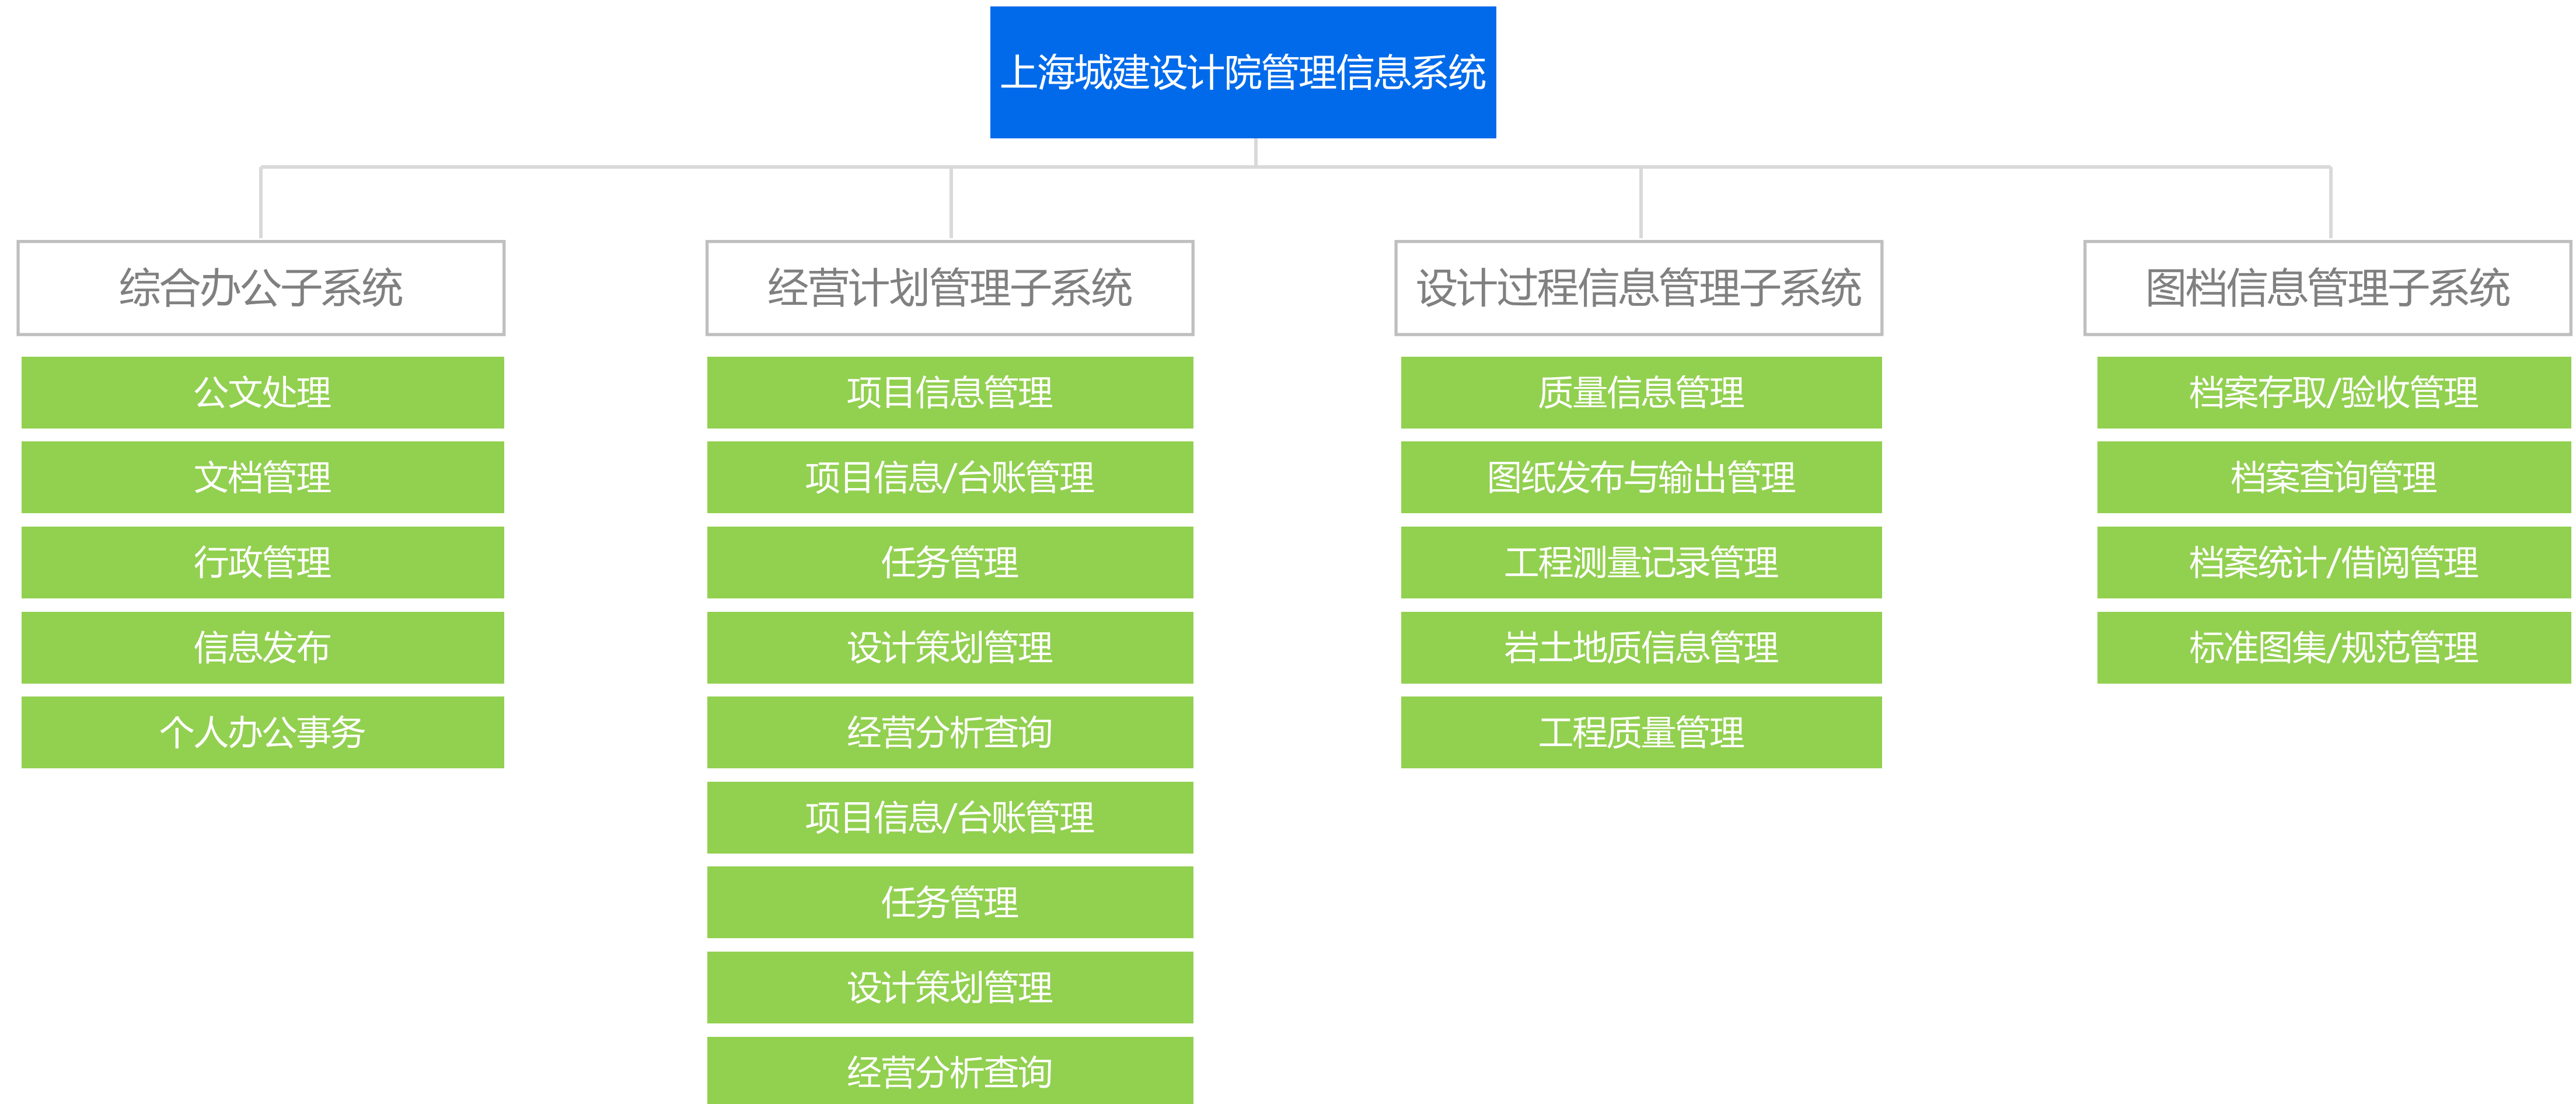 上海城建设计院管理信息系统
综合办公子系统
公文处理
文档管理
行政管理
信息发布
个人办公事务
经营计划管理子系统
项目信息管理
项目信息/台账管理
任务管理
设计策划管理
经营分析查询
项目信息/台账管理
任务管理
设计策划管理
经营分析查询
设计过程信息管理子系统
质量信息管理
图纸发布与输出管理
工程测量记录管理
岩土地质信息管理
工程质量管理
图档信息管理子系统
档案存取/验收管理
档案查询管理
档案统计/借阅管理
标准图集/规范管理